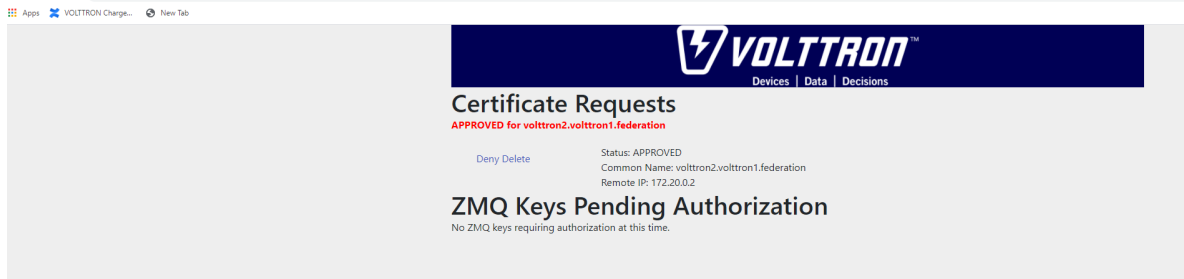 Apps VOLTTRON Charge... New Tab
VOLTTRON™
Devices | Data | Decisions
Certificate Requests
APPROVED for volttron2.volttron1.federation
Deny Delete
Status: APPROVED
Common Name: volttron2.volttron1.federation
Remote IP: 172.20.0.2
ZMQ Keys Pending Authorization
No ZMQ keys requiring authorization at this time.